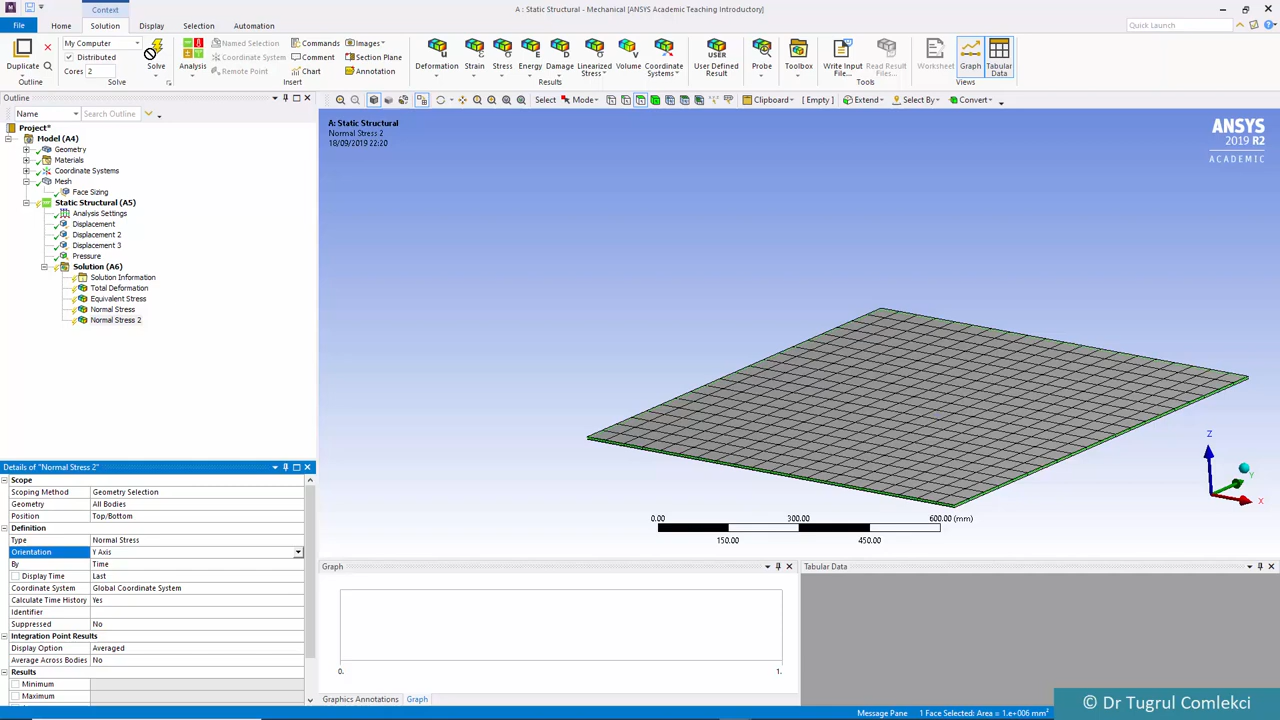 Context
A : Static Structural - Mechanical [ANSYS Academic Teaching Introductory]
File Home Solution Display Selection Automation
Quick Launch
Duplicate
Outline
My Computer
Distributed
Cores 2
Solve
Solve
Analysis
Named Selection
Coordinate System
Remote Point
Commands
Comment
Chart
Images
Section Plane
Annotation
Insert
Deformation
Strain
Stress
Energy
Damage
Linearized Stress
Volume
Coordinate Systems
Results
User Defined Result
Probe
Toolbox
Write Input File...
Read Result Files...
Tools
Worksheet
Graph
Tabular Data
Views
Outline
Select Mode Clipboard [ Empty ] Extend Select By Convert
Name Search Outline
Project*
Model (A4)
Geometry
Materials
Coordinate Systems
Mesh
Face Sizing
Static Structural (A5)
Analysis Settings
Displacement
Displacement 2
Displacement 3
Pressure
Solution (A6)
Solution Information
Total Deformation
Equivalent Stress
Normal Stress
Normal Stress 2
A: Static Structural
Normal Stress 2
18/09/2019 22:20
ANSYS
2019 R2
ACADEMIC
Z
Y
X
0.00 300.00 600.00 (mm)
150.00 450.00
Details of "Normal Stress 2"
Scope
Scoping Method Geometry Selection
Geometry All Bodies
Position Top/Bottom
Definition
Type Normal Stress
Orientation Y Axis
By Time
Display Time Last
Coordinate System Global Coordinate System
Calculate Time History Yes
Identifier
Suppressed No
Integration Point Results
Display Option Averaged
Average Across Bodies No
Results
Minimum
Maximum
Graph
0. 1.
Graphics Annotations Graph
Tabular Data
Message Pane 1 Face Selected: Area = 1.e+006 mm²
© Dr Tugrul Comlekci